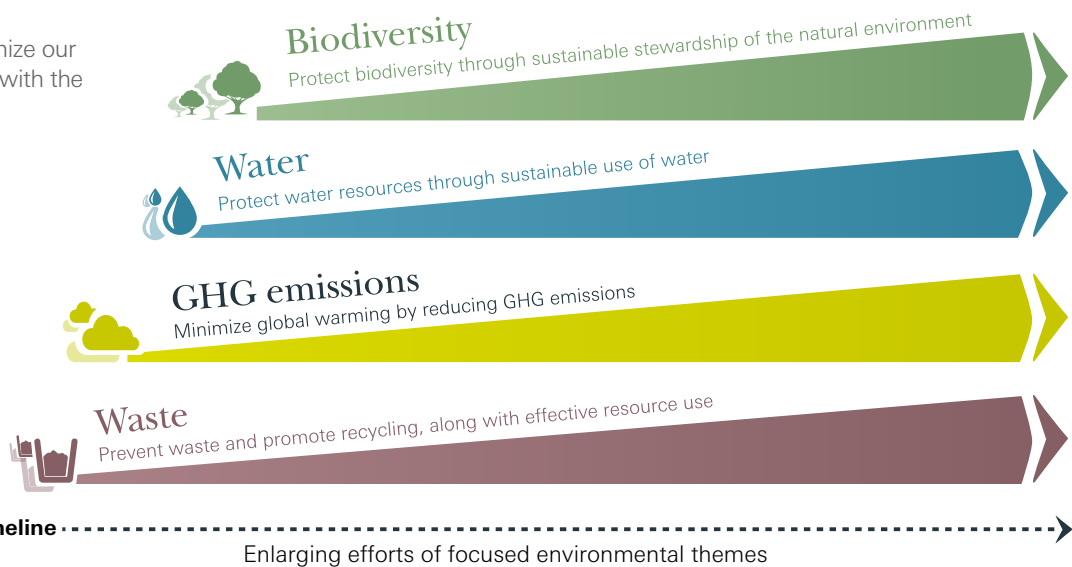 nize our
with the
Biodiversity
Protect biodiversity through sustainable stewardship of the natural environment
Water
Protect water resources through sustainable use of water
GHG emissions
Minimize global warming by reducing GHG emissions
Waste
Prevent waste and promote recycling, along with effective resource use
neline
Enlarging efforts of focused environmental themes